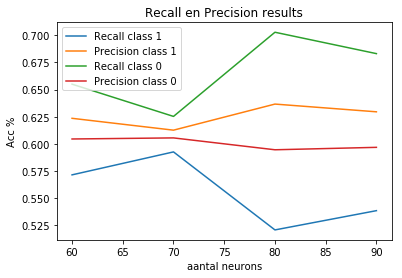 Recall en Precision results
Recall class 1
Precision class 1
Recall class 0
Precision class 0
Acc %
0.700
0.675
0.650
0.625
0.600
0.575
0.550
0.525
60 65 70 75 80 85 90
aantal neurons